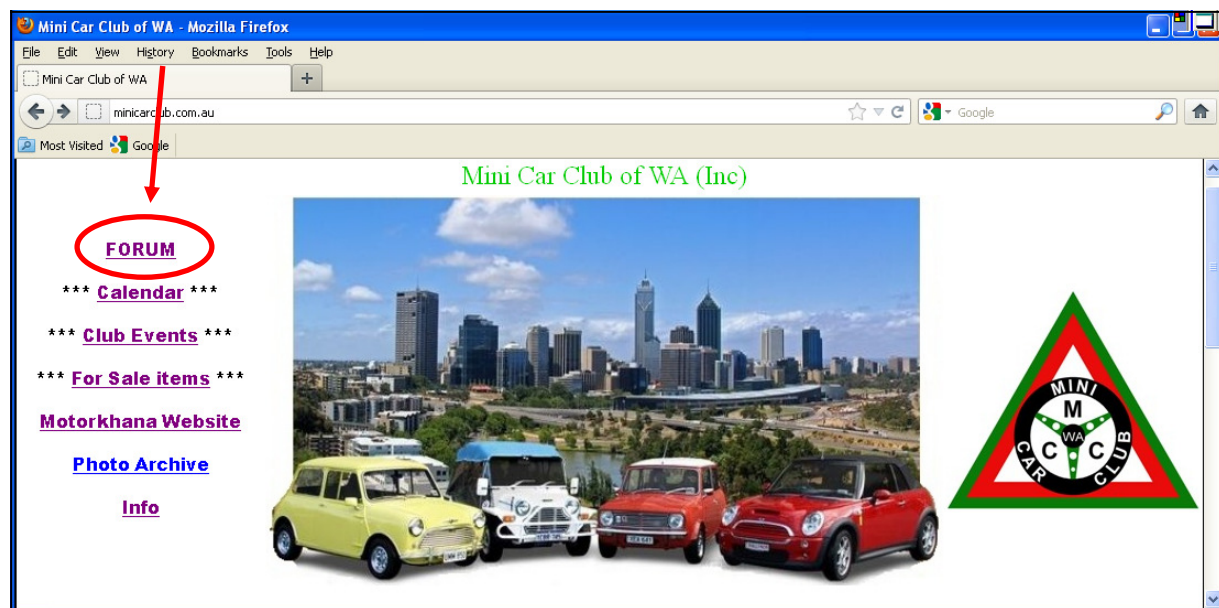 Mini Car Club of WA - Mozilla Firefox
File Edit View History Bookmarks Tools Help
Mini Car Club of WA
minicarclub.com.au
Google
Most Visited Google
Mini Car Club of WA (Inc)
FORUM
*** Calendar ***
*** Club Events ***
*** For Sale items ***
Motorkhana Website
Photo Archive
Info
MINI
M
WA
C C
CAR CLUB